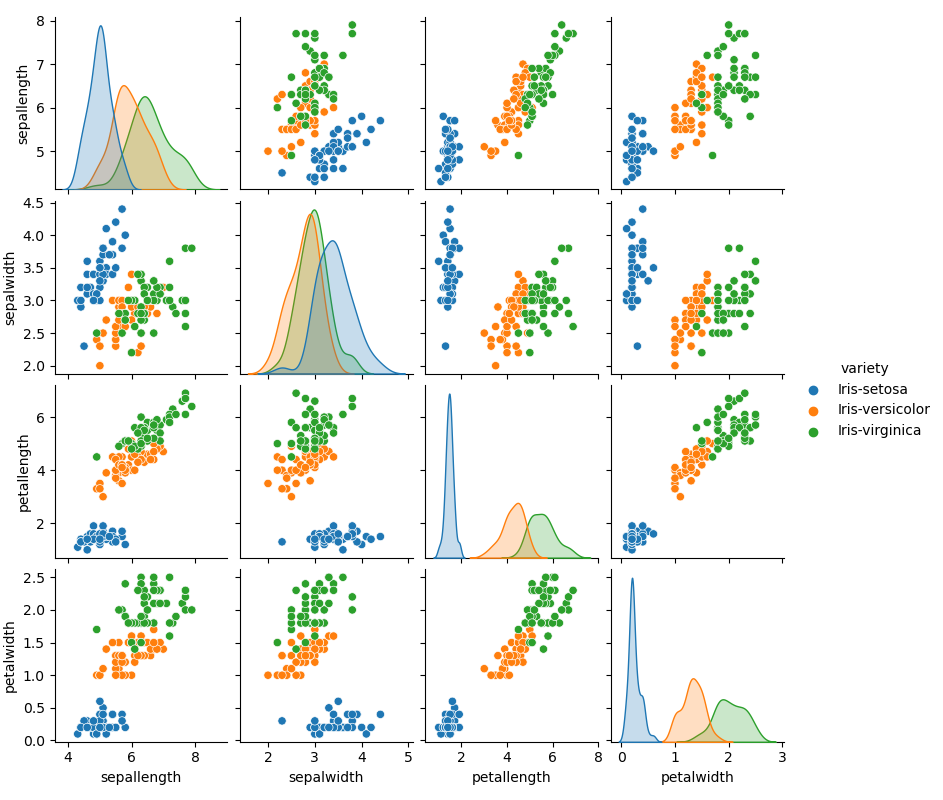 8
7
6
5
sepallength
4.5
4.0
3.5
3.0
2.5
2.0
sepalwidth
variety
Iris-setosa
Iris-versicolor
Iris-virginica
6
4
2
petallength
2.5
2.0
1.5
1.0
0.5
0.0
petalwidth
4 6 8 2 3 4 5 2 4 6 8 0 1 2 3
sepallength sepalwidth petallength petalwidth